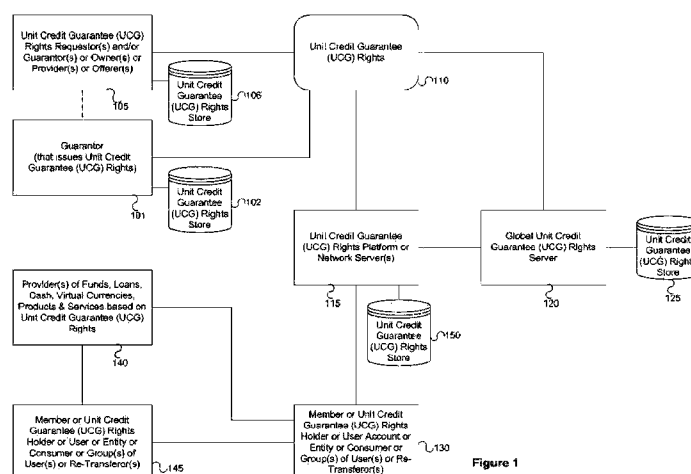 Unit Credit Guarantee (UCG)
Rights Requestor(s) and/or
Guarantor(s) or Owner(s) or
Provider(s) or Offerer(s)
105
Unit Credit
Guarantee
(UCG) Rights
Store
106
Unit Credit Guarantee
(UCG) Rights
110
Guarantor
(that issues Unit Credit
Guarantee (UCG) Rights)
101
Unit Credit
Guarantee
(UCG) Rights
Store
102
Unit Credit Guarantee
(UCG) Rights Platform or
Network Server(s)
115
Global Unit Credit
Guarantee (UCG) Rights
Server
120
Unit Credit
Guarantee
(UCG) Rights
Store
125
Unit Credit
Guarantee
(UCG) Rights
Store
150
Provider(s) of Funds, Loans,
Cash, Virtual Currencies,
Products & Services based on
Unit Credit Guarantee (UCG)
Rights
140
Member or Unit Credit
Guarantee (UCG) Rights
Holder or User or Entity or
Consumer or Group(s) of
User(s) or Re-Transferor(s)
145
Member or Unit Credit
Guarantee (UCG) Rights
Holder or User Account or
Entity or Consumer or
Group(s) of User(s) or Re-
Transferor(s)
130
Figure 1